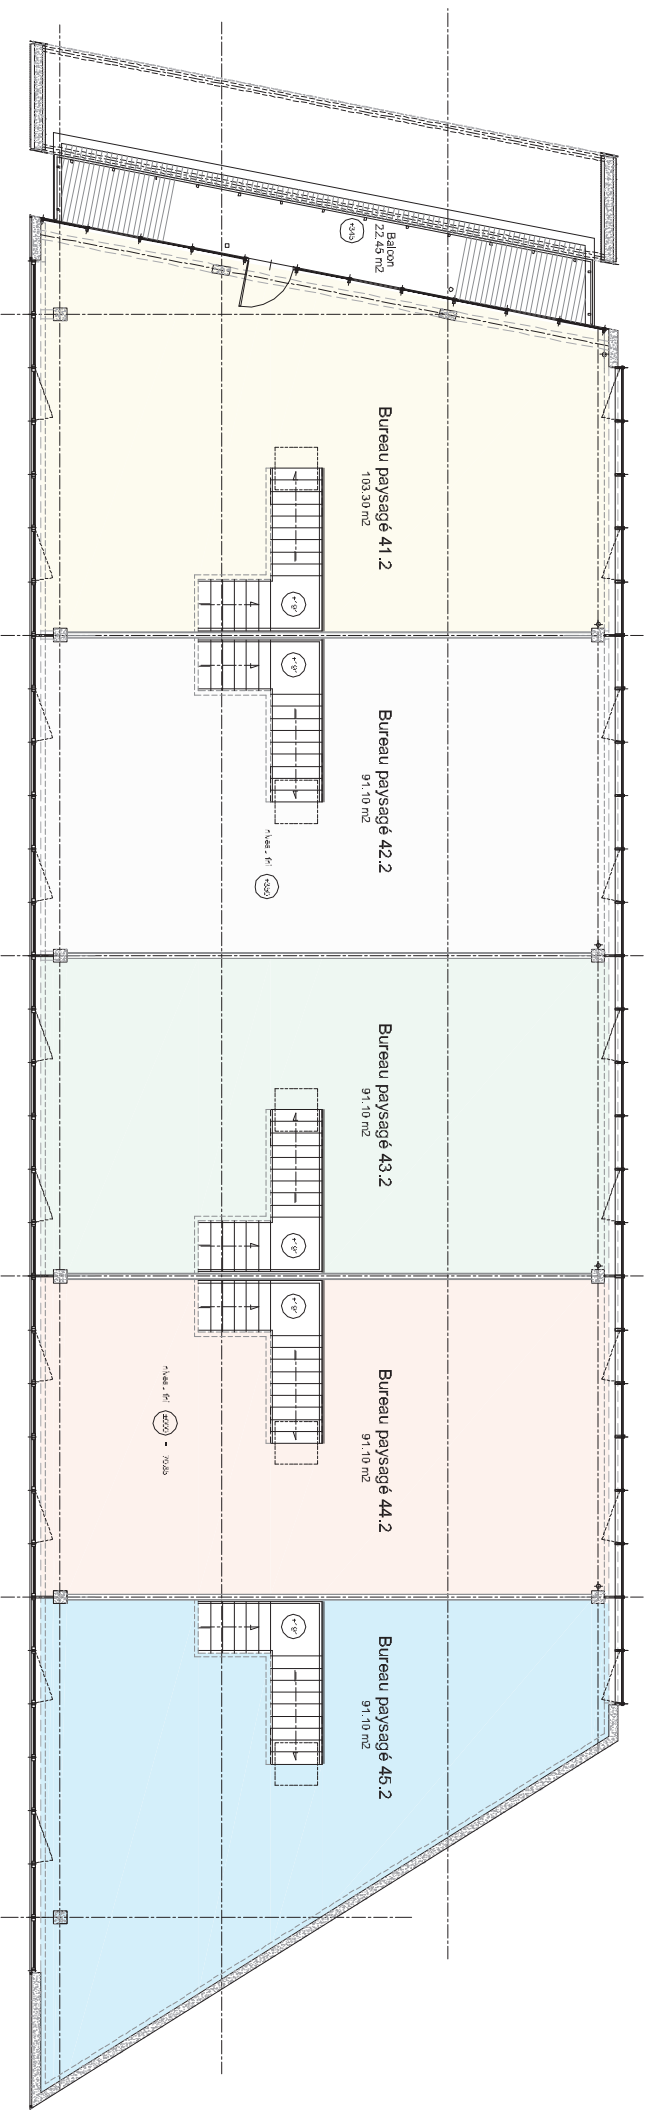 Balcon
22.45 m2
+345
Bureau paysagé 41.2
103.30 m2
Bureau paysagé 42.2
91.10 m2
+350
Bureau paysagé 43.2
91.10 m2
Bureau paysagé 44.2
91.10 m2
Bureau paysagé 45.2
91.10 m2